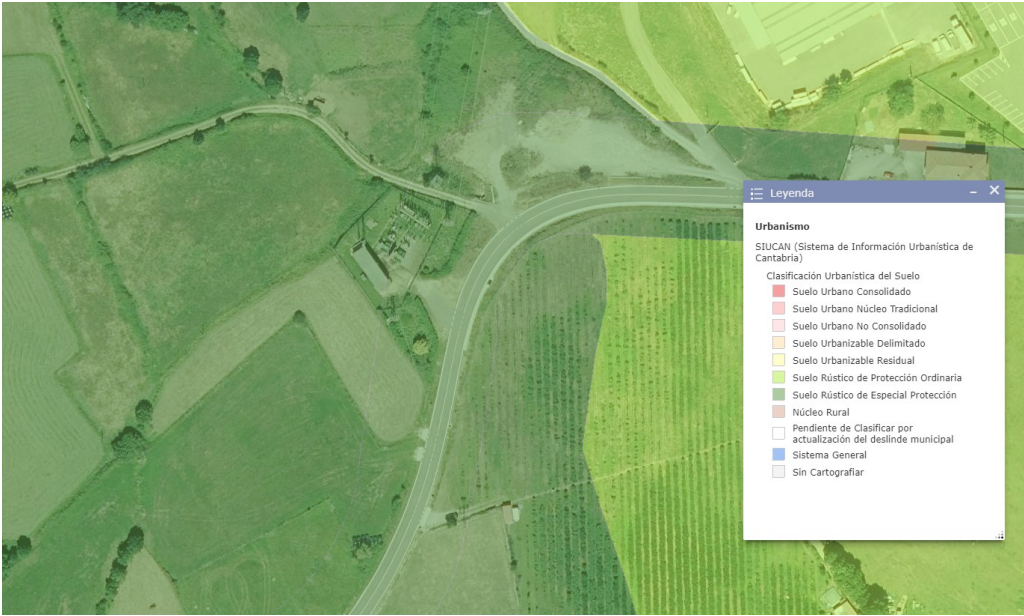 Leyenda
Urbanismo
SIUCAN (Sistema de Información Urbanística de
Cantabria)
Clasificación Urbanística del Suelo
Suelo Urbano Consolidado
Suelo Urbano Núcleo Tradicional
Suelo Urbano No Consolidado
Suelo Urbanizable Delimitado
Suelo Urbanizable Residual
Suelo Rústico de Protección Ordinaria
Suelo Rústico de Especial Protección
Núcleo Rural
Pendiente de Clasificar por
actualización del deslinde municipal
Sistema General
Sin Cartografiar